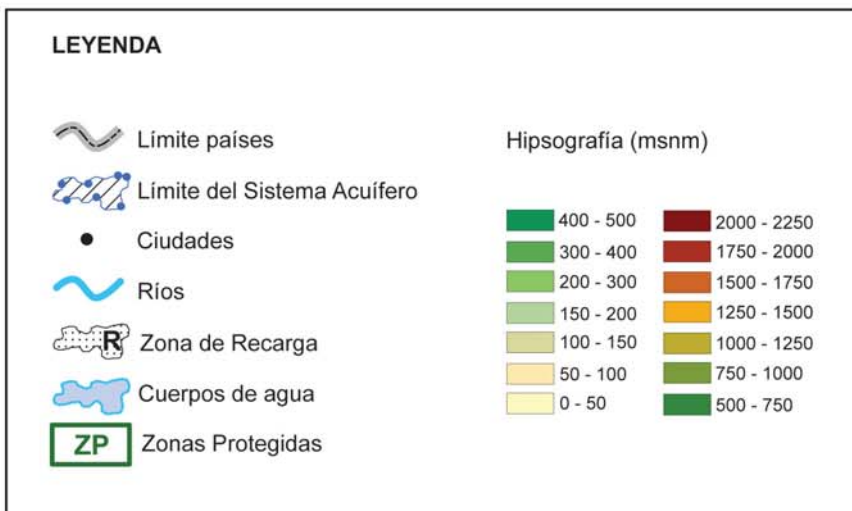 LEYENDA
Límite países
Límite del Sistema Acuífero
Ciudades
Ríos
R
Zona de Recarga
Cuerpos de agua
ZP
Zonas Protegidas
Hipsografía (msnm)
400 - 500
300 - 400
200 - 300
150 - 200
100 - 150
50 - 100
0 - 50
2000 - 2250
1750 - 2000
1500 - 1750
1250 - 1500
1000 - 1250
750 - 1000
500 - 750